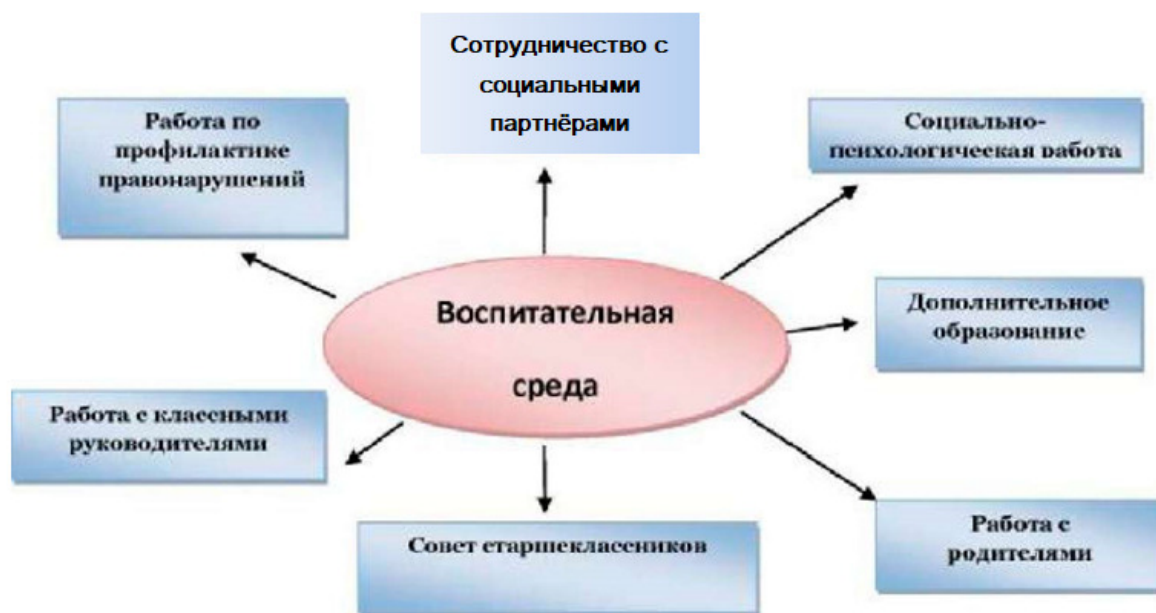 Сотрудничество с
социальными
партнёрами
Работа по
профилактике
правонарушений
Социально-
психологическая работа
Воспитательная
среда
Дополнительное
образование
Работа с классными
руководителями
Совет старшеклассников
Работа с
родителями